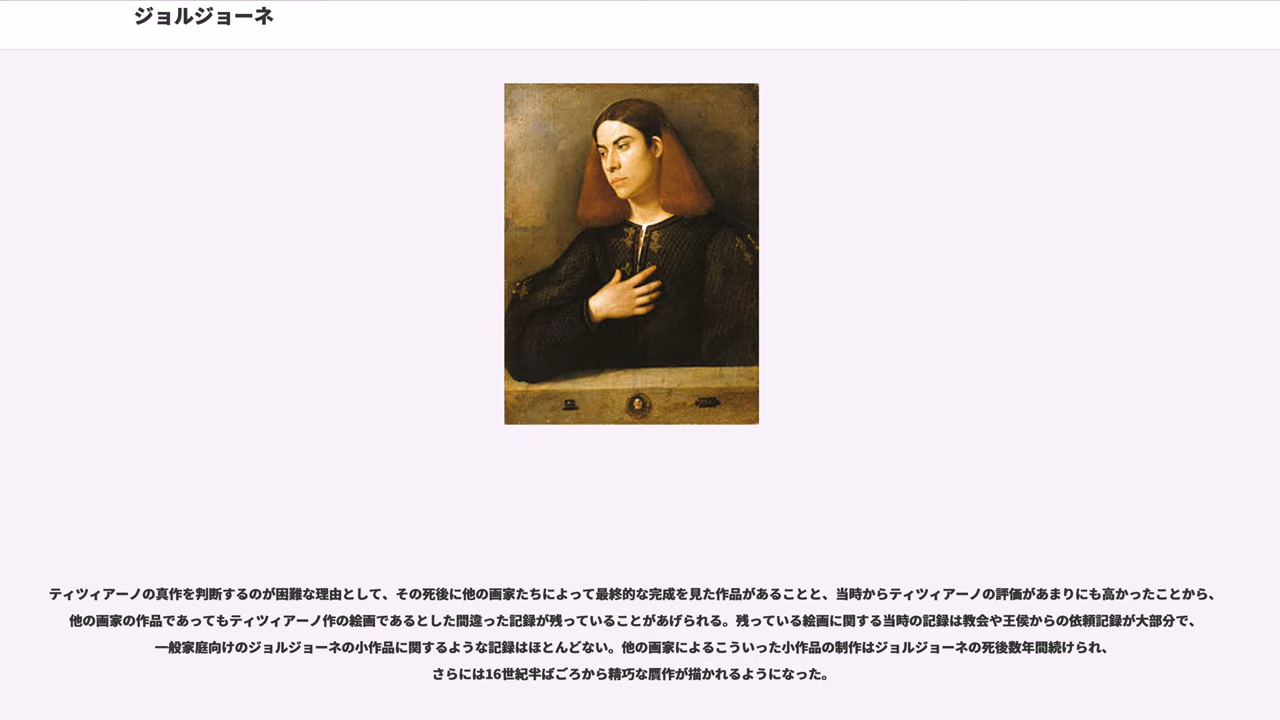 ジョルジョーネ
ティツィアーノの真作を判断するのが困難な理由として、その死後に他の画家たちによって最終的な完成を見た作品があることと、当時からティツィアーノの評価があまりにも高かったことから、
他の画家の作品であってもティツィアーノ作の絵画であるとした間違った記録が残っていることがあげられる。残っている絵画に関する当時の記録は教会や王侯からの依頼記録が大部分で、
一般家庭向けのジョルジョーネの小作品に関するような記録はほとんどない。他の画家によるこういった小作品の制作はジョルジョーネの死後数年間続けられ、
さらには16世紀半ばごろから精巧な贋作が描かれるようになった。